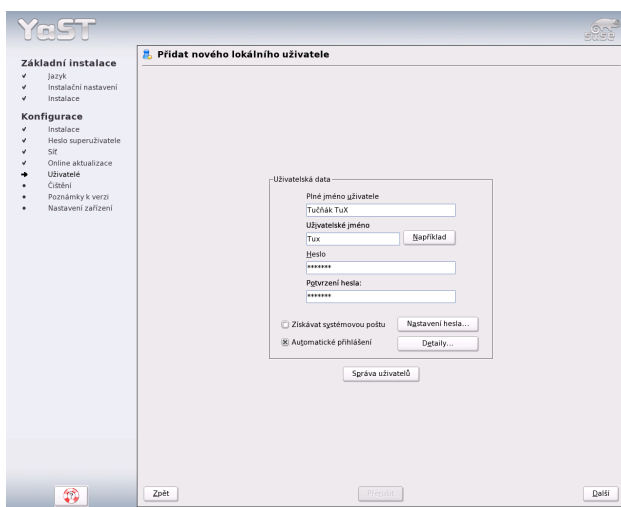 YaST
SUSE
Základní instalace
Jazyk
Instalační nastavení
Instalace
Konfigurace
Instalace
Heslo superuživatele
Síť
Online aktualizace
Uživatelé
Čištění
Poznámky k verzi
Nastavení zařízení
Přidat nového lokálního uživatele
Uživatelská data
Plné jméno uživatele
Tučňák TuX
Uživatelské jméno
Tux
Například
Heslo
*******
Potvrzení hesla:
*******
Získávat systémovou poštu
Nastavení hesla...
Automatické přihlášení
Detaily...
Správa uživatelů
Zpět
Přerušit
Další